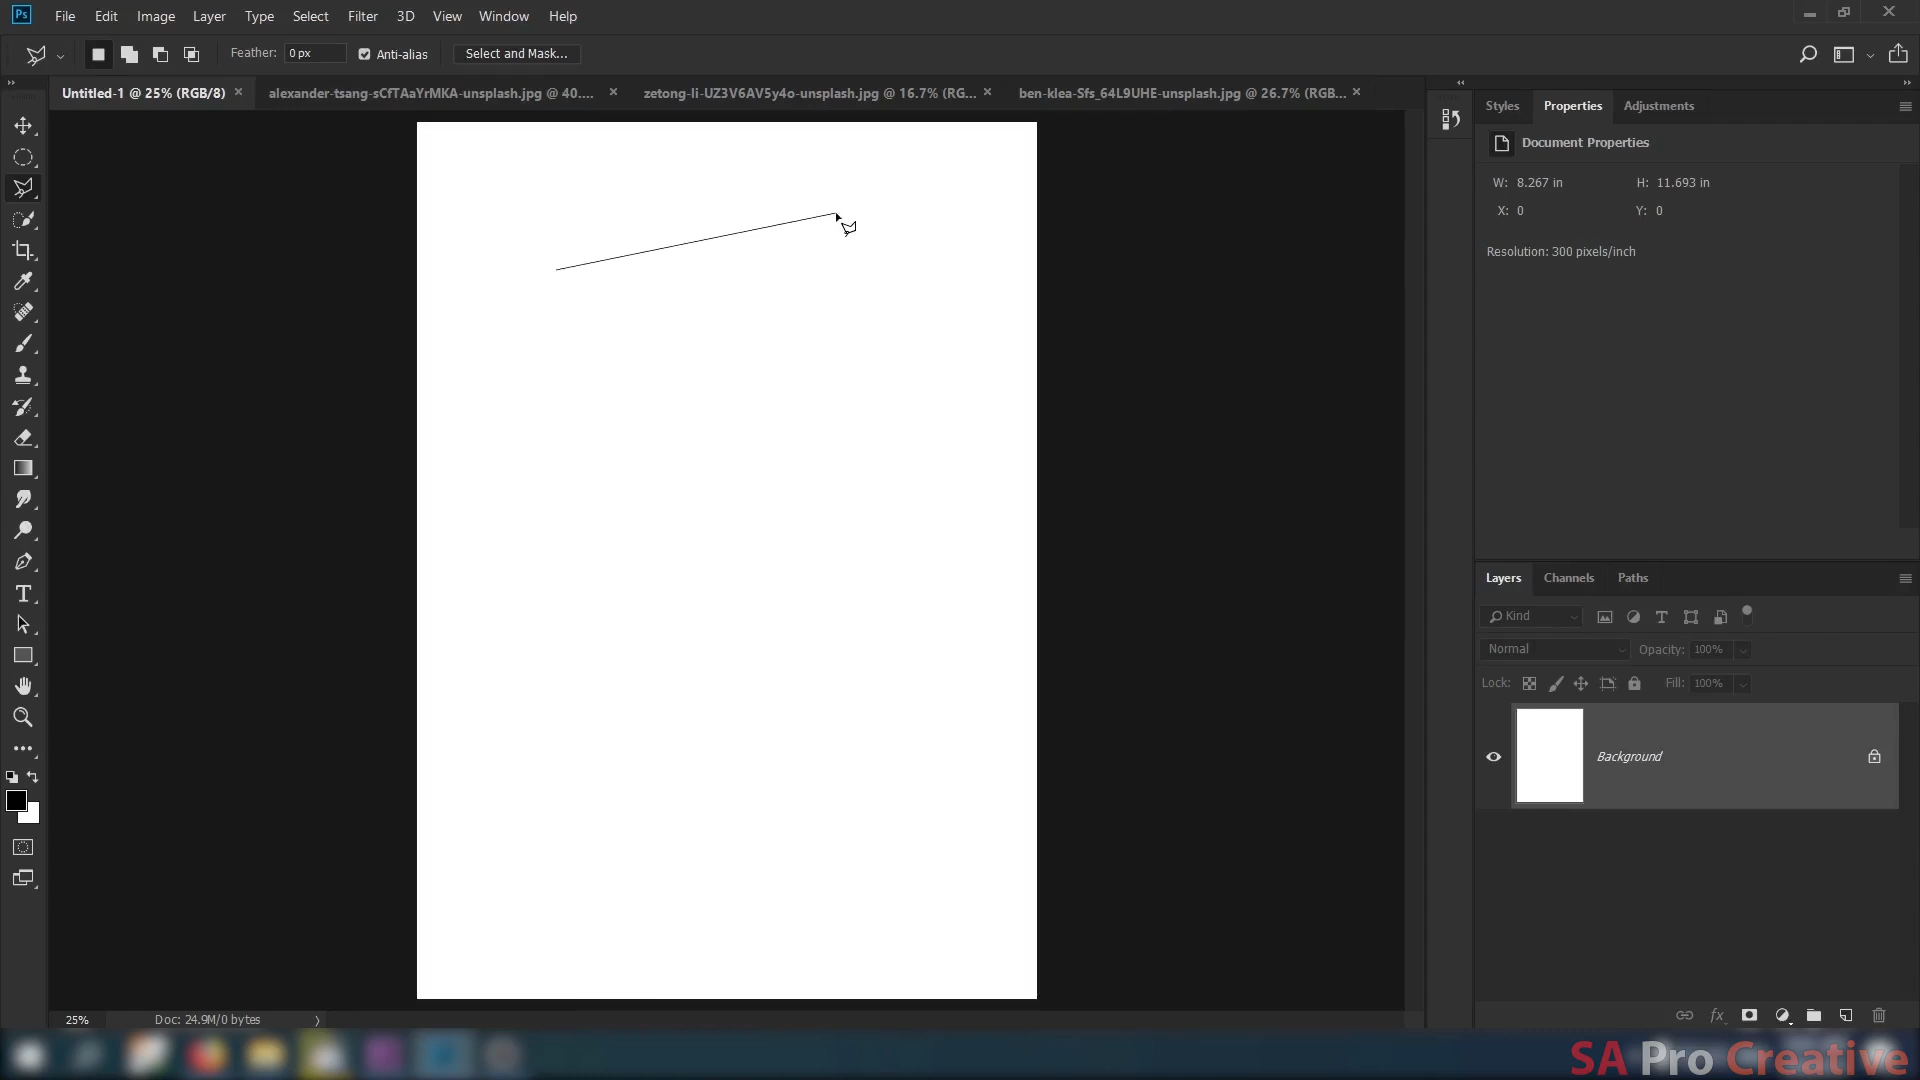 Ps File Edit Image Layer Type Select Filter 3D View Window Help
Feather: 0 px Anti-alias Select and Mask...
Untitled-1 @ 25% (RGB/8) × alexander-tsang-sCfTAaYrMKA-unsplash.jpg @ 40.... × zetong-li-UZ3V6AV5y4o-unsplash.jpg @ 16.7% (RG... × ben-klea-Sfs_64L9UHE-unsplash.jpg @ 26.7% (RGB... ×
Styles Properties Adjustments
Document Properties
W: 8.267 in H: 11.693 in
X: 0 Y: 0
Resolution: 300 pixels/inch
Layers Channels Paths
Kind
Normal Opacity: 100%
Lock: Fill: 100%
Background
fx
25% Doc: 24.9M/0 bytes
SA Pro Creative